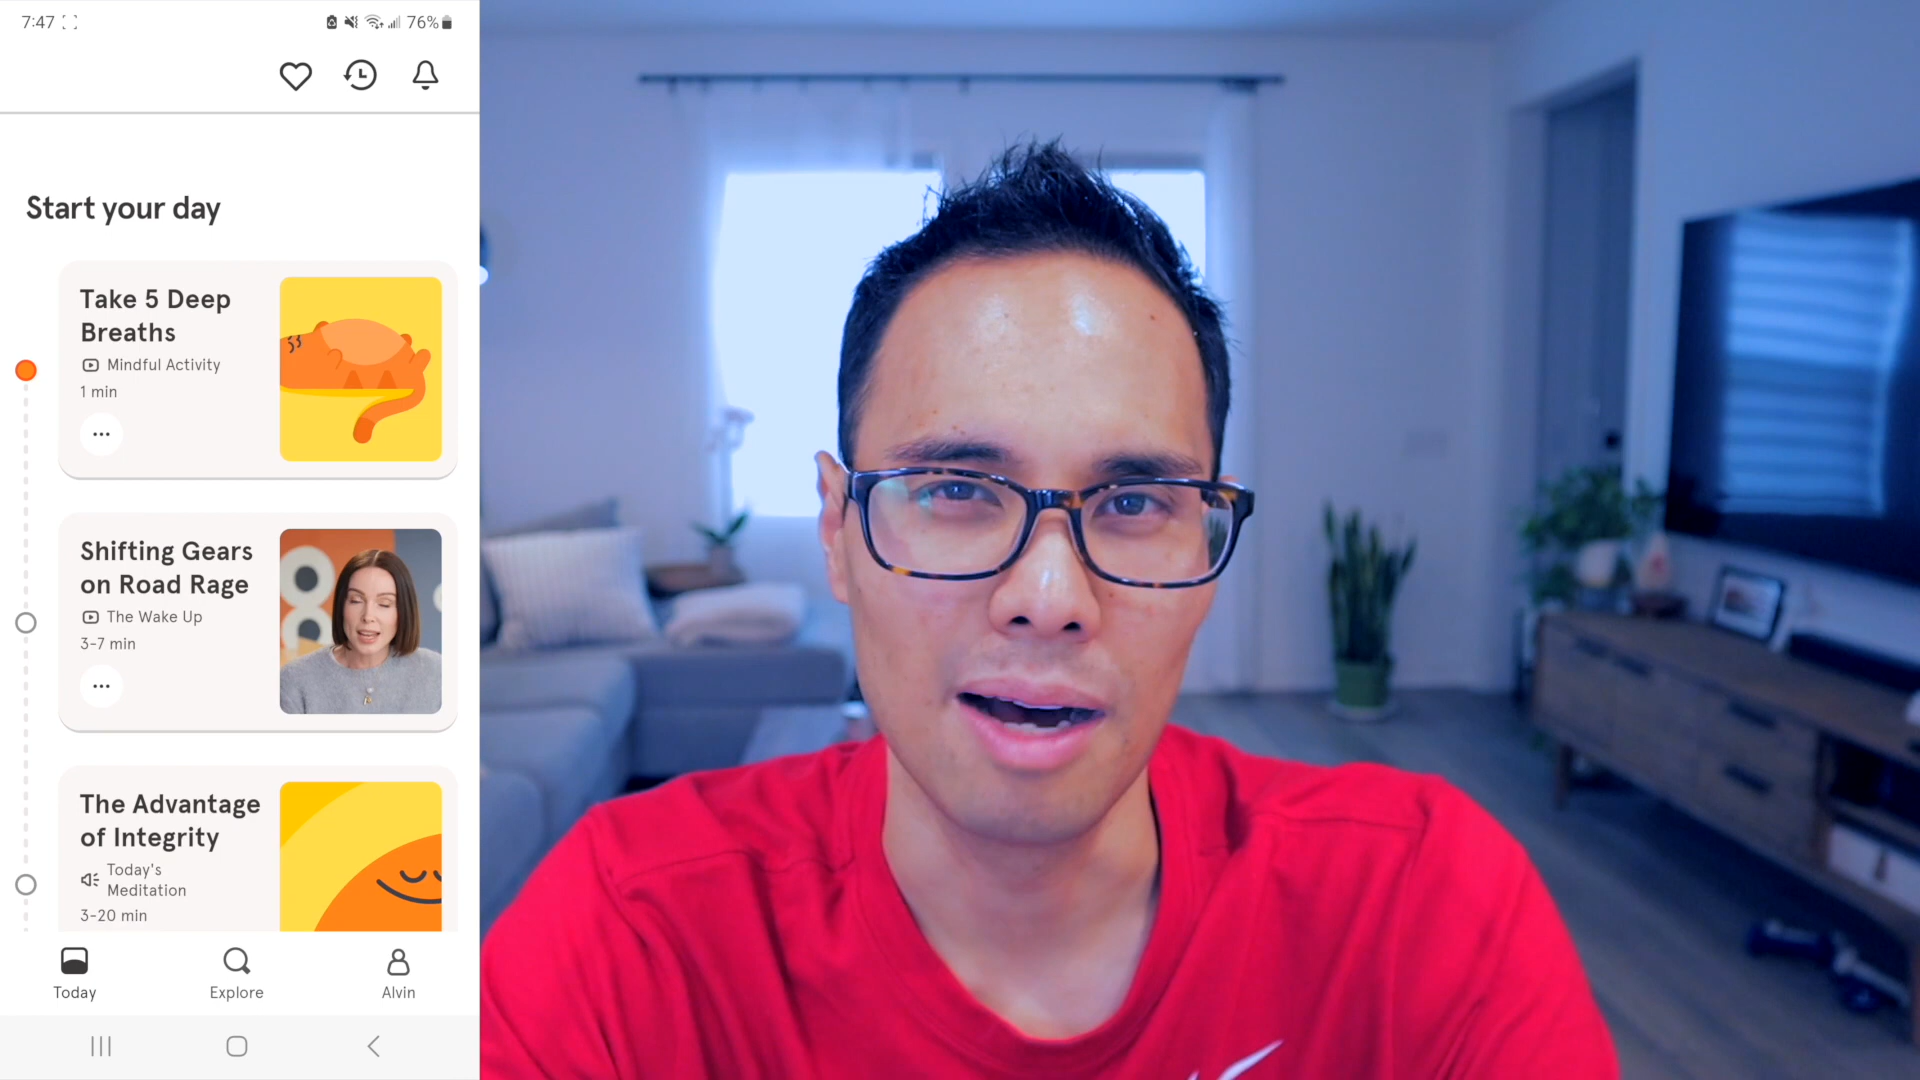 7:47
76%
Start your day
Take 5 Deep
Breaths
Mindful Activity
1 min
Shifting Gears
on Road Rage
The Wake Up
3-7 min
The Advantage
of Integrity
Today's
Meditation
3-20 min
Today
Explore
Alvin